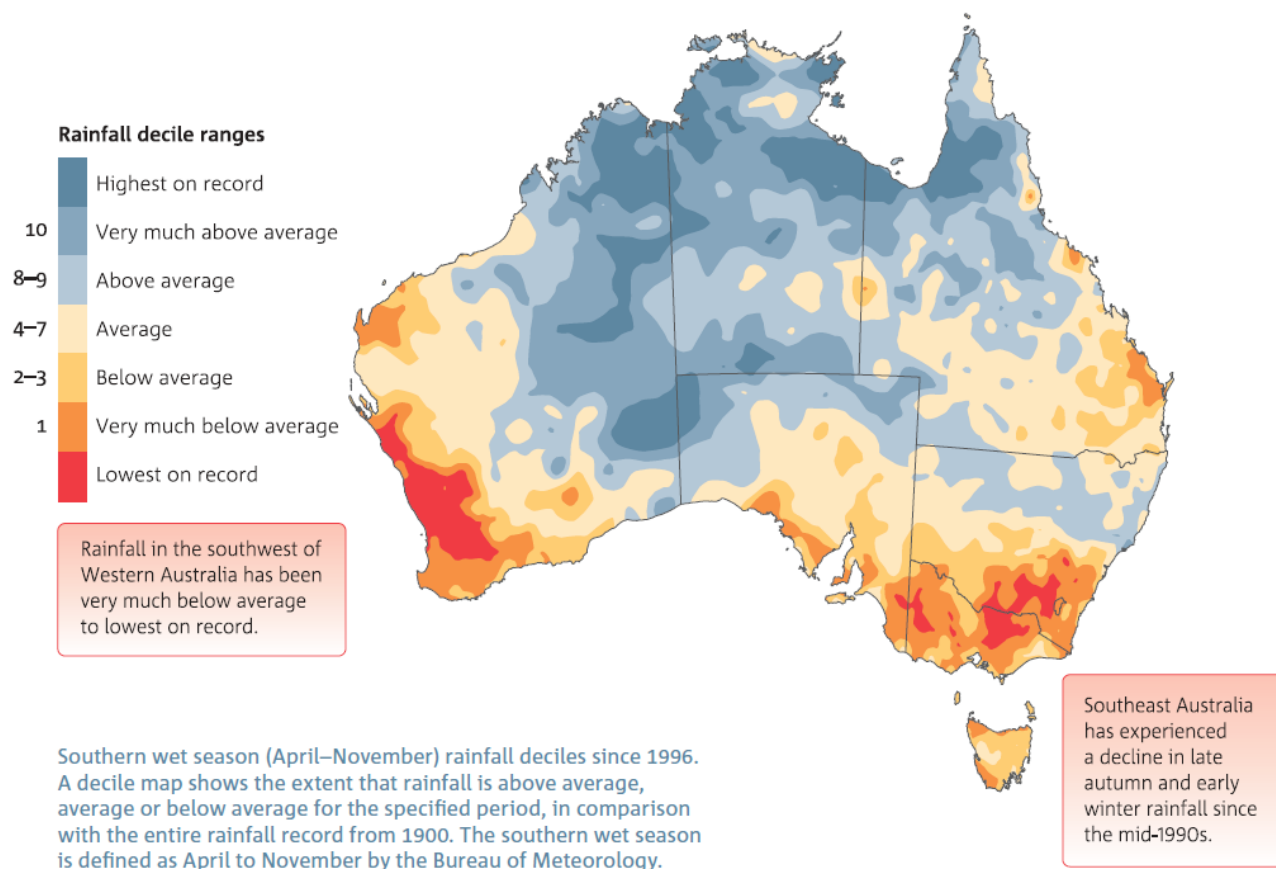 Rainfall decile ranges
Highest on record
10 Very much above average
8–9 Above average
4–7 Average
2–3 Below average
1 Very much below average
Lowest on record
Rainfall in the southwest of
Western Australia has been
very much below average
to lowest on record.
Southeast Australia
has experienced
a decline in late
autumn and early
winter rainfall since
the mid-1990s.
Southern wet season (April–November) rainfall deciles since 1996.
A decile map shows the extent that rainfall is above average,
average or below average for the specified period, in comparison
with the entire rainfall record from 1900. The southern wet season
is defined as April to November by the Bureau of Meteorology.